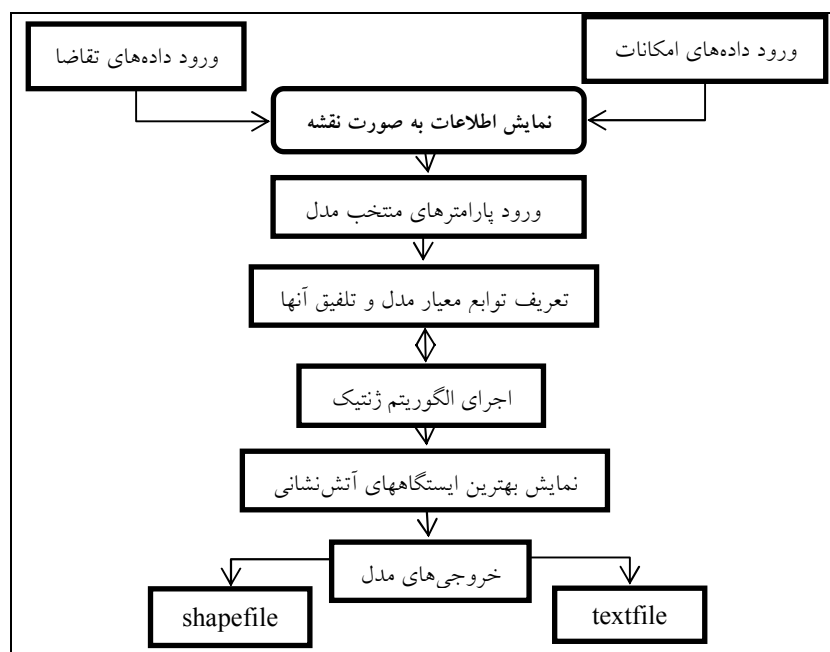 ورود داده‌های امکانات
ورود داده‌های تقاضا
نمایش اطلاعات به صورت نقشه
ورود پارامترهای منتخب مدل
تعریف توابع معیار مدل و تلفیق آنها
اجرای الگوریتم ژنتیک
نمایش بهترین ایستگاههای آتش‌نشانی
خروجی‌های مدل
textfile
shapefile